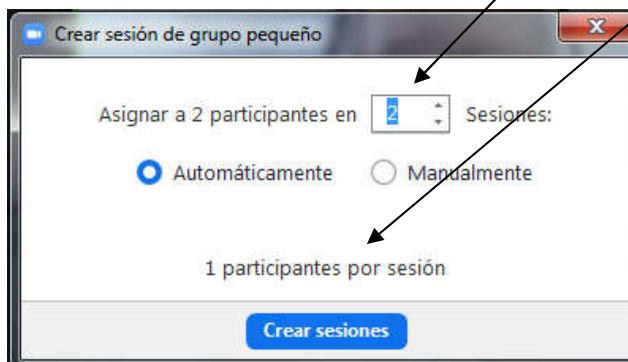 Crear sesión de grupo pequeño
Asignar a 2 participantes en 2 Sesiones:
Automáticamente Manualmente
1 participantes por sesión
Crear sesiones